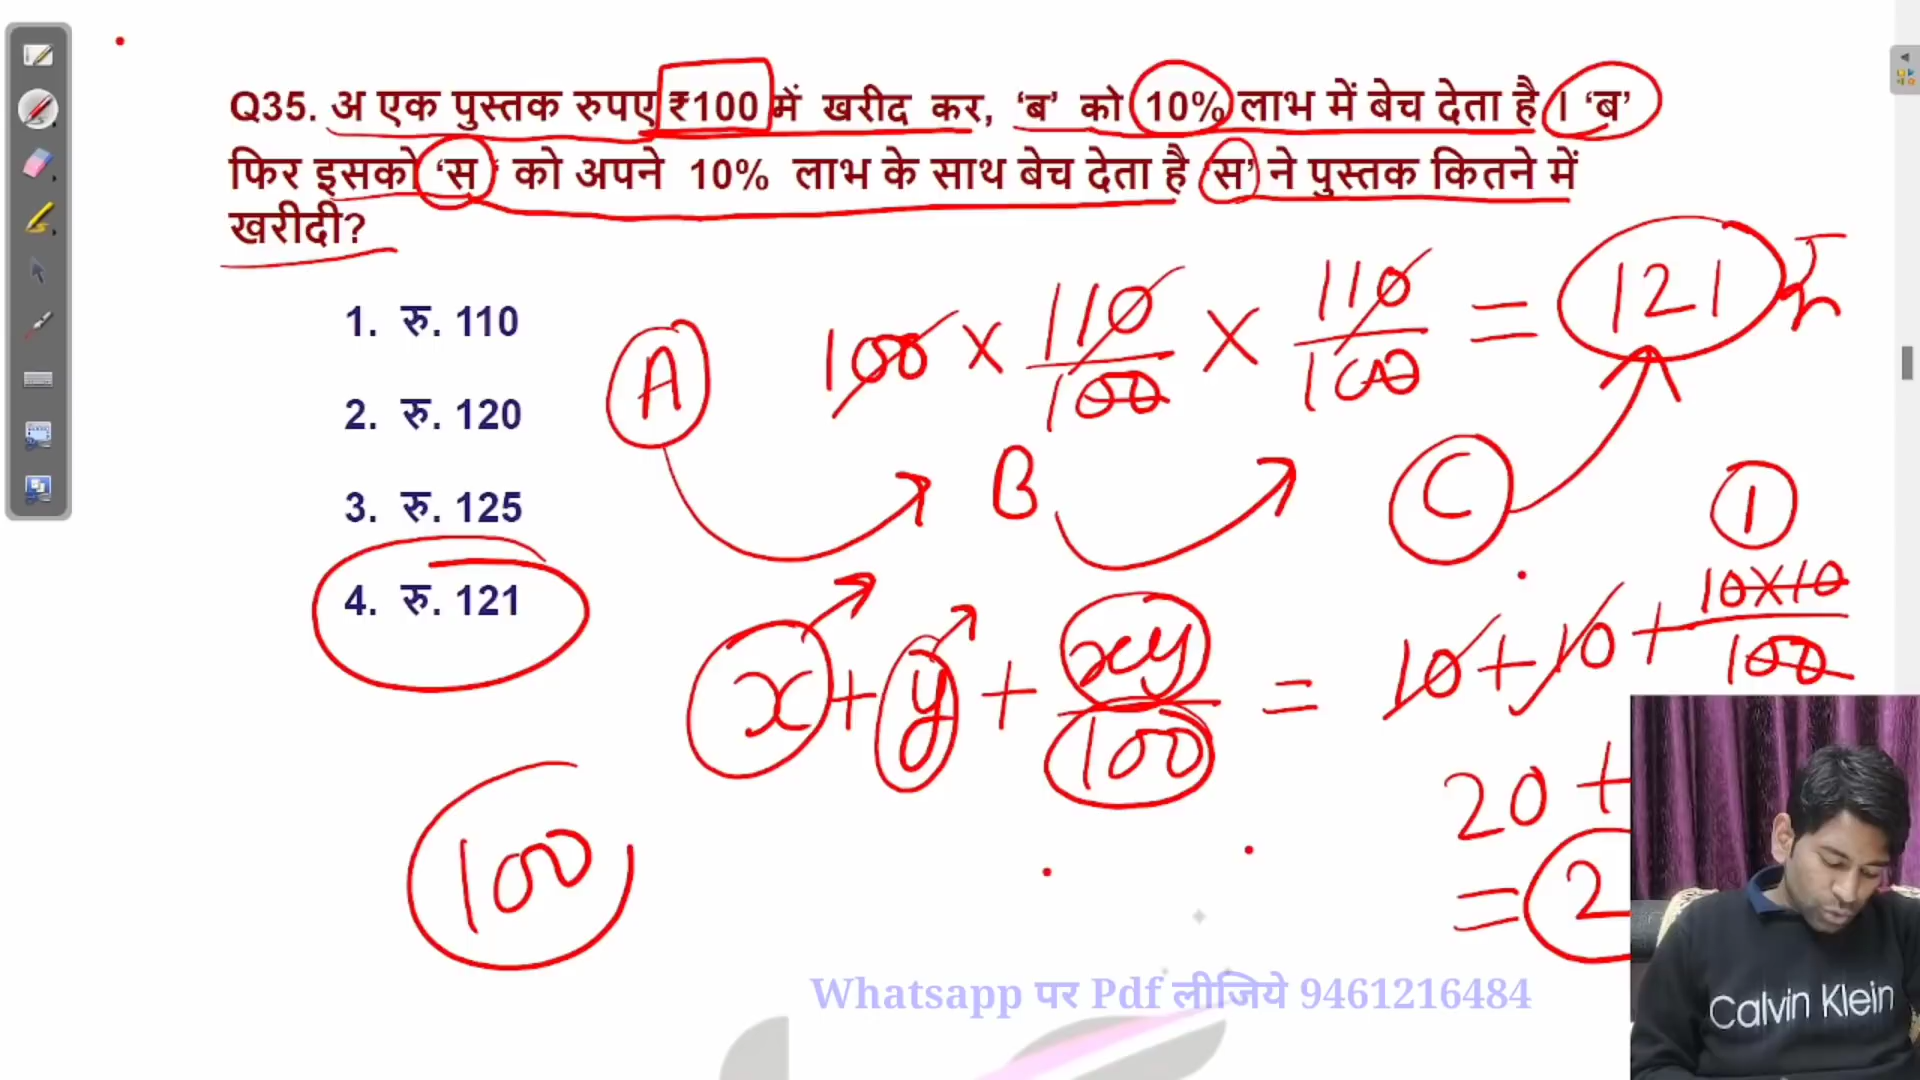 Q35. अ एक पुस्तक रुपए ₹100 में खरीद कर, ‘ब’ को 10% लाभ में बेच देता है । ‘ब’
फिर इसको ‘स ‘ को अपने 10% लाभ के साथ बेच देता है ‘स’ ने पुस्तक कितने में
खरीदी?
1. रु. 110
2. रु. 120
3. रु. 125
4. रु. 121
100 × 110/100 × 110/100 = 121 रु
A B C
1
x + y + xy/100 = 10 + 10 + 10×10/100
20 +
= 2
100
Whatsapp पर Pdf लीजिये 9461216484
Calvin Klein